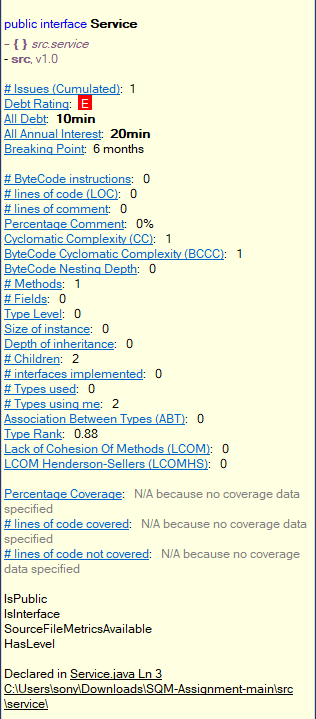 public interface Service
– { } src.service
- src, v1.0
# Issues (Cumulated):  1
Debt Rating:  E
All Debt:  10min
All Annual Interest:  20min
Breaking Point:  6 months
# ByteCode instructions:  0
# lines of code (LOC):  0
# lines of comment:  0
Percentage Comment:  0%
Cyclomatic Complexity (CC):  1
ByteCode Cyclomatic Complexity (BCCC):  1
ByteCode Nesting Depth:  0
# Methods:  1
# Fields:  0
Type Level:  0
Size of instance:  0
Depth of inheritance:  0
# Children:  2
# interfaces implemented:  0
# Types used:  0
# Types using me:  2
Association Between Types (ABT):  0
Type Rank:  0.88
Lack of Cohesion Of Methods (LCOM):  0
LCOM Henderson-Sellers (LCOMHS):  0
Percentage Coverage:  N/A because no coverage data
specified
# lines of code covered:  N/A because no coverage data
specified
# lines of code not covered:  N/A because no coverage
data specified
IsPublic
IsInterface
SourceFileMetricsAvailable
HasLevel
Declared in Service.java Ln 3
C:\Users\sony\Downloads\SQM-Assignment-main\src
\service\